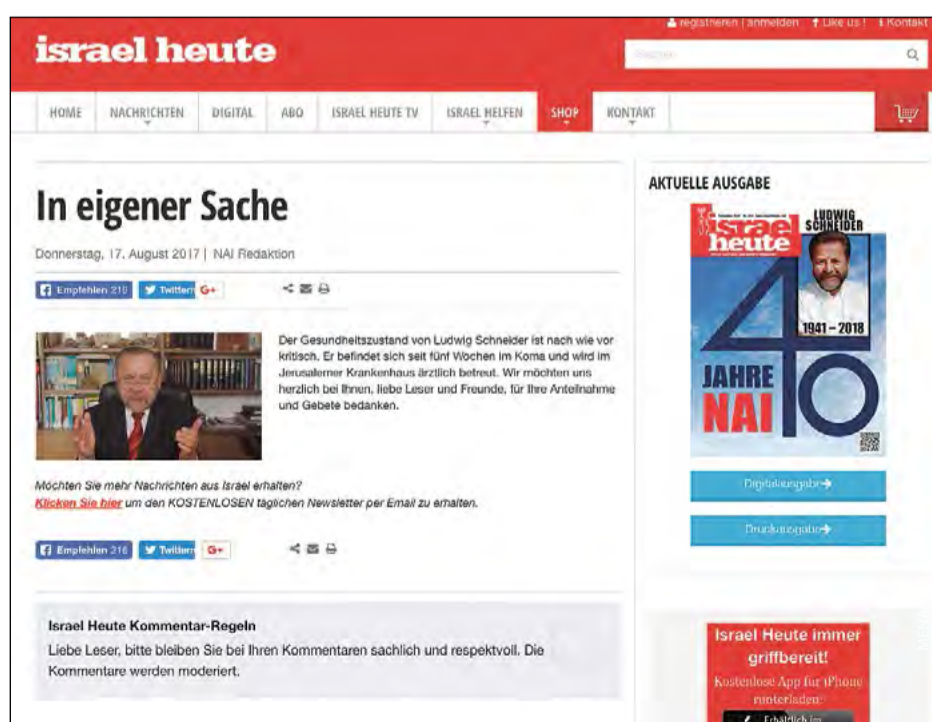 registrieren | anmelden Like us ! Kontakt
israel heute
HOME NACHRICHTEN DIGITAL ABO ISRAEL HEUTE TV ISRAEL HELFEN SHOP KONTAKT
In eigener Sache
Donnerstag, 17. August 2017 | NAI Redaktion
Empfehlen 216 Twittern G+
Der Gesundheitszustand von Ludwig Schneider ist nach wie vor
kritisch. Er befindet sich seit fünf Wochen im Koma und wird im
Jerusalemer Krankenhaus ärztlich betreut. Wir möchten uns
herzlich bei Ihnen, liebe Leser und Freunde, für Ihre Anteilnahme
und Gebete bedanken.
Möchten Sie mehr Nachrichten aus Israel erhalten?
Klicken Sie hier um den KOSTENLOSEN täglichen Newsletter per Email zu erhalten.
Empfehlen 216 Twittern G+
Israel Heute Kommentar-Regeln
Liebe Leser, bitte bleiben Sie bei Ihren Kommentaren sachlich und respektvoll. Die
Kommentare werden moderiert.
AKTUELLE AUSGABE
israel
heute
LUDWIG
SCHNEIDER
1941 – 2018
40
JAHRE
NAI
Digitalausgabe
Druckausgabe
Israel Heute immer
griffbereit!
Kostenlose App für iPhone
runterladen:
Erhältlich im